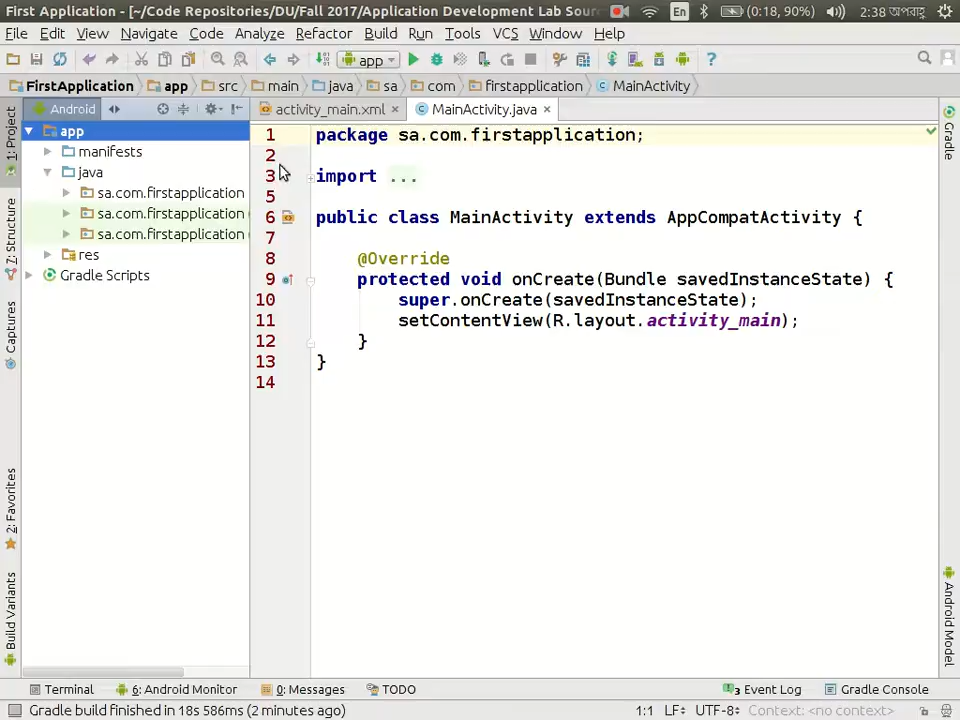 First Application - [~/Code Repositories/DU/Fall 2017/Application Development Lab Sour
En
(0:18, 90%)
2:38 অপরাহ্ণ
File Edit View Navigate Code Analyze Refactor Build Run Tools VCS Window Help
app
?
FirstApplication app src main java sa com firstapplication MainActivity
Android
activity_main.xml
MainActivity.java
1: Project
Z: Structure
Captures
2: Favorites
Build Variants
app
manifests
java
sa.com.firstapplication
sa.com.firstapplication (
sa.com.firstapplication (
res
Gradle Scripts
1 package sa.com.firstapplication;
2
3 import ...
5
6 public class MainActivity extends AppCompatActivity {
7
8 @Override
9 protected void onCreate(Bundle savedInstanceState) {
10 super.onCreate(savedInstanceState);
11 setContentView(R.layout.activity_main);
12 }
13 }
14
Gradle
Android Model
Terminal
6: Android Monitor
0: Messages
TODO
3 Event Log
Gradle Console
Gradle build finished in 18s 586ms (2 minutes ago)
1:1 LF UTF-8 Context: <no context>